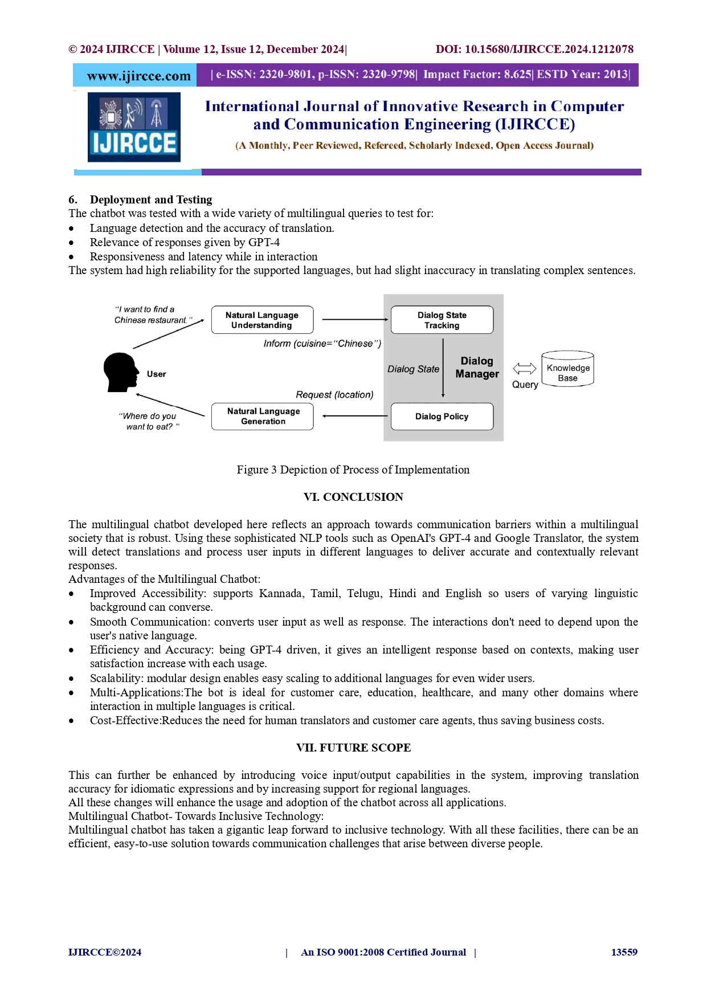 © 2024 IJIRCCE | Volume 12, Issue 12, December 2024| DOI: 10.15680/IJIRCCE.2024.1212078
www.ijircce.com | e-ISSN: 2320-9801, p-ISSN: 2320-9798| Impact Factor: 8.625| ESTD Year: 2013|
IJIRCCE
International Journal of Innovative Research in Computer
and Communication Engineering (IJIRCCE)
(A Monthly, Peer Reviewed, Refereed, Scholarly Indexed, Open Access Journal)
6. Deployment and Testing
The chatbot was tested with a wide variety of multilingual queries to test for:
• Language detection and the accuracy of translation.
• Relevance of responses given by GPT-4
• Responsiveness and latency while in interaction
The system had high reliability for the supported languages, but had slight inaccuracy in translating complex sentences.
“I want to find a
Chinese restaurant.”
Natural Language
Understanding
Dialog State
Tracking
Inform (cuisine=“Chinese”)
User
Dialog State
Dialog
Manager
Query
Knowledge
Base
Request (location)
“Where do you
want to eat? ”
Natural Language
Generation
Dialog Policy
Figure 3 Depiction of Process of Implementation
VI. CONCLUSION
The multilingual chatbot developed here reflects an approach towards communication barriers within a multilingual
society that is robust. Using these sophisticated NLP tools such as OpenAI's GPT-4 and Google Translator, the system
will detect translations and process user inputs in different languages to deliver accurate and contextually relevant
responses.
Advantages of the Multilingual Chatbot:
• Improved Accessibility: supports Kannada, Tamil, Telugu, Hindi and English so users of varying linguistic
background can converse.
• Smooth Communication: converts user input as well as response. The interactions don't need to depend upon the
user's native language.
• Efficiency and Accuracy: being GPT-4 driven, it gives an intelligent response based on contexts, making user
satisfaction increase with each usage.
• Scalability: modular design enables easy scaling to additional languages for even wider users.
• Multi-Applications:The bot is ideal for customer care, education, healthcare, and many other domains where
interaction in multiple languages is critical.
• Cost-Effective:Reduces the need for human translators and customer care agents, thus saving business costs.
VII. FUTURE SCOPE
This can further be enhanced by introducing voice input/output capabilities in the system, improving translation
accuracy for idiomatic expressions and by increasing support for regional languages.
All these changes will enhance the usage and adoption of the chatbot across all applications.
Multilingual Chatbot- Towards Inclusive Technology:
Multilingual chatbot has taken a gigantic leap forward to inclusive technology. With all these facilities, there can be an
efficient, easy-to-use solution towards communication challenges that arise between diverse people.
IJIRCCE©2024 | An ISO 9001:2008 Certified Journal | 13559